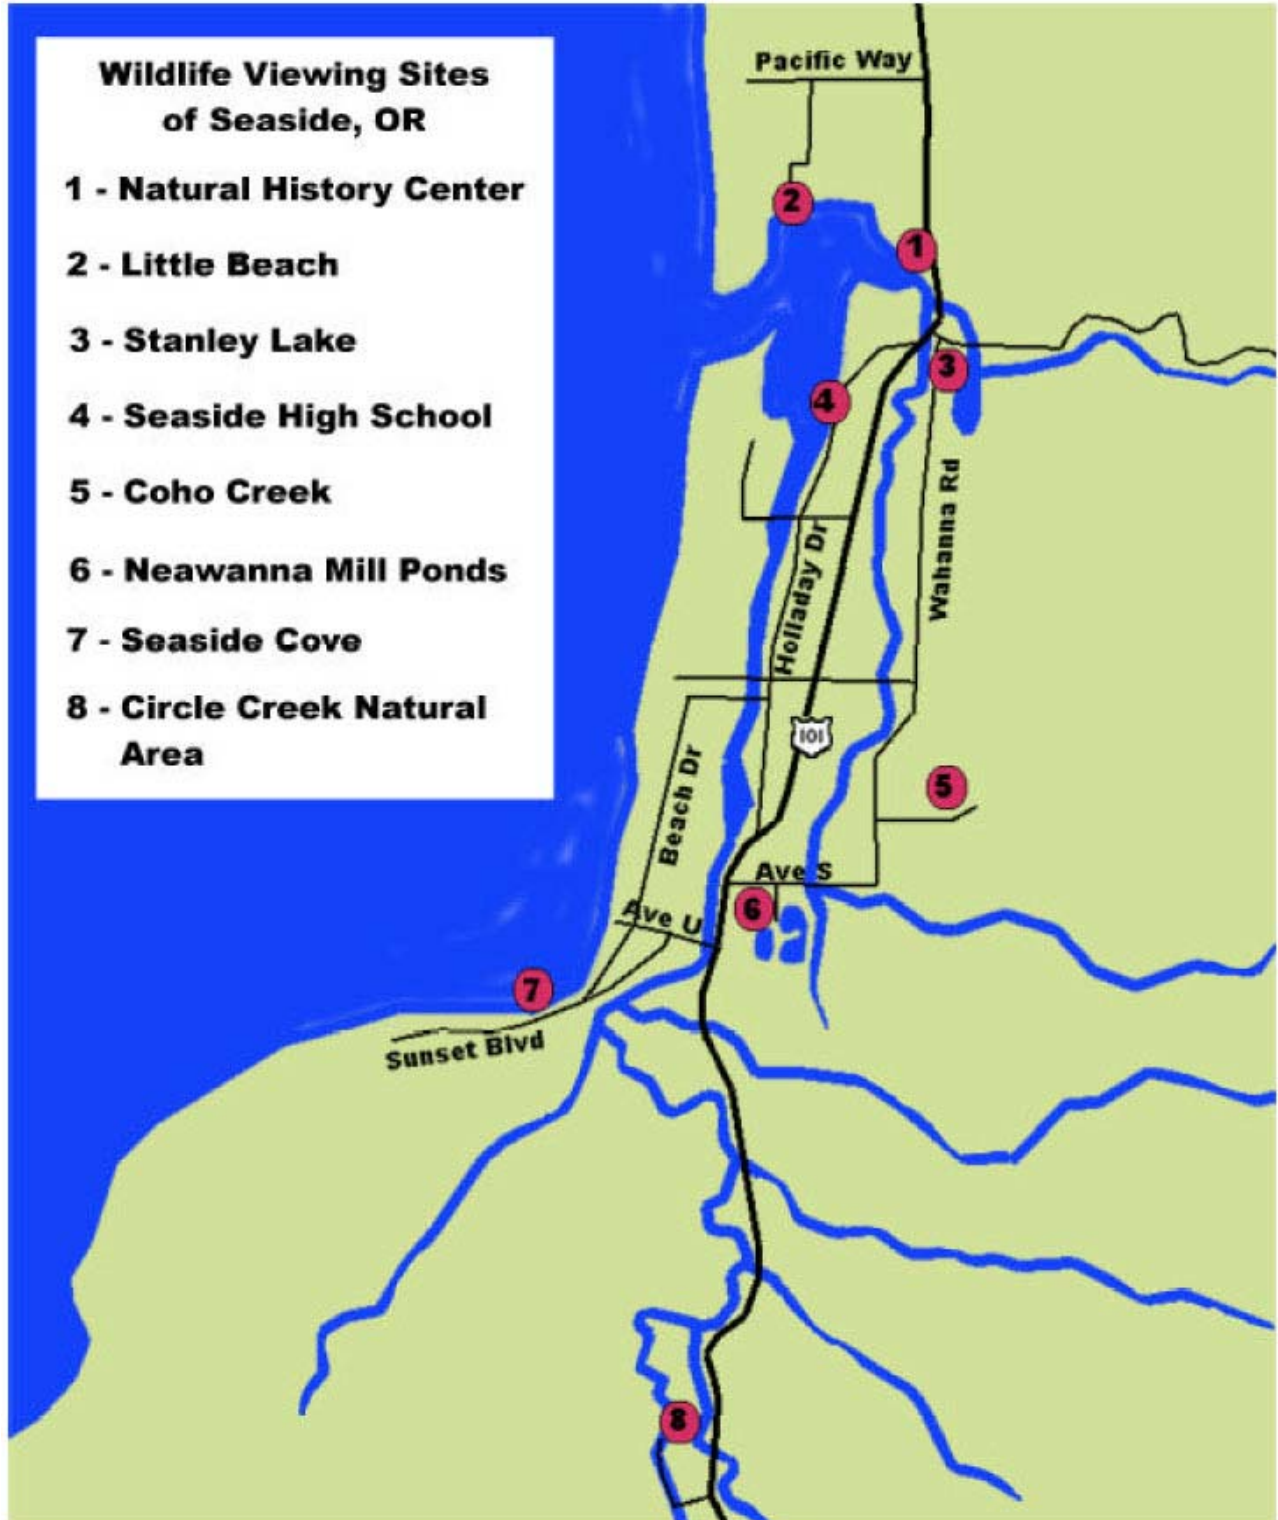 Wildlife Viewing Sites
of Seaside, OR
1 - Natural History Center
2 - Little Beach
3 - Stanley Lake
4 - Seaside High School
5 - Coho Creek
6 - Neawanna Mill Ponds
7 - Seaside Cove
8 - Circle Creek Natural
Area
Pacific Way
2
1
3
4
Wahanna Rd
Holladay Dr
101
Beach Dr
5
Ave S
6
Ave U
7
Sunset Blvd
8